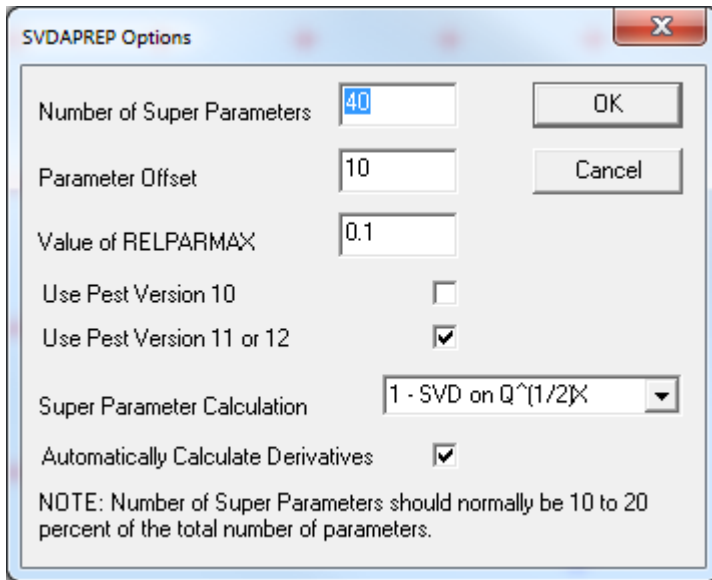 SVDAPREP Options
Number of Super Parameters 40 OK
Parameter Offset 10 Cancel
Value of RELPARMAX 0.1
Use Pest Version 10
Use Pest Version 11 or 12
Super Parameter Calculation 1 - SVD on Q^(1/2)X
Automatically Calculate Derivatives
NOTE: Number of Super Parameters should normally be 10 to 20
percent of the total number of parameters.